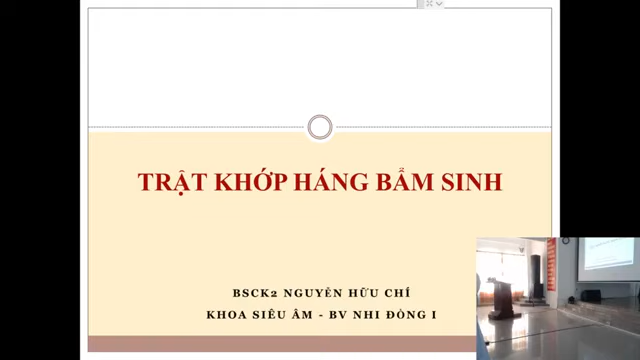 TRẬT KHỚP HÁNG BẨM SINH
BSCK2 NGUYỄN HỮU CHÍ
KHOA SIÊU ÂM - BV NHI ĐỒNG I